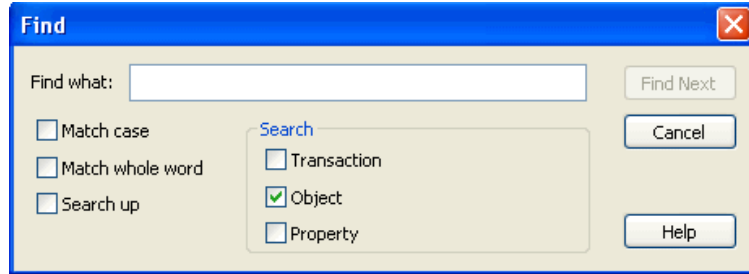 Find
Find what:
Find Next
Match case
Search
Cancel
Transaction
Match whole word
Object
Search up
Property
Help